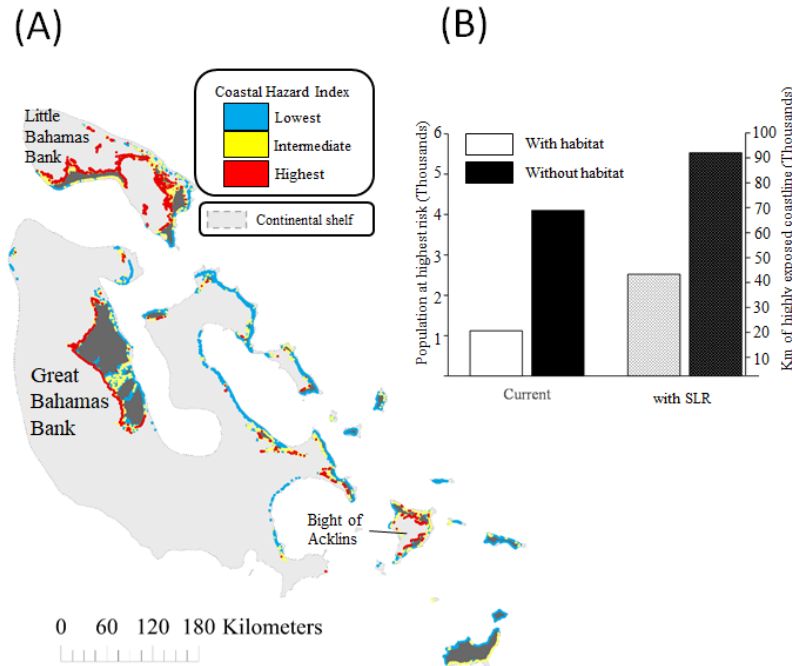 (A)
Little
Bahamas
Bank
Coastal Hazard Index
Lowest
Intermediate
Highest
Continental shelf
Great
Bahamas
Bank
Bight of
Acklins
0 60 120 180 Kilometers
(B)
With habitat
Without habitat
Population at highest risk (Thousands)
6
5
4
3
2
1
Km of highly exposed coastline (Thousands)
100
90
80
70
60
50
40
30
20
10
Current
with SLR